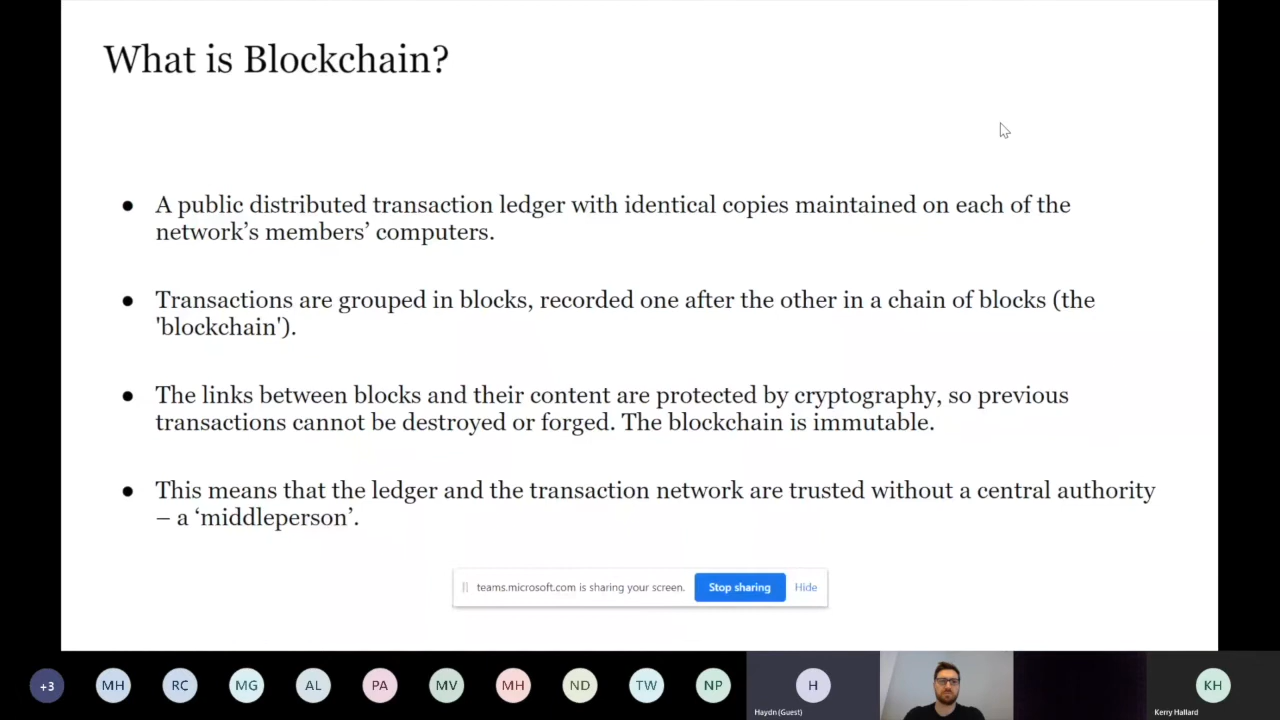 What is Blockchain?
● A public distributed transaction ledger with identical copies maintained on each of the
network’s members’ computers.
● Transactions are grouped in blocks, recorded one after the other in a chain of blocks (the
'blockchain').
● The links between blocks and their content are protected by cryptography, so previous
transactions cannot be destroyed or forged. The blockchain is immutable.
● This means that the ledger and the transaction network are trusted without a central authority
– a ‘middleperson’.
teams.microsoft.com is sharing your screen. Stop sharing Hide
+3 MH RC MG AL PA MV MH ND TW NP H KH
Haydn (Guest) Kerry Hallard